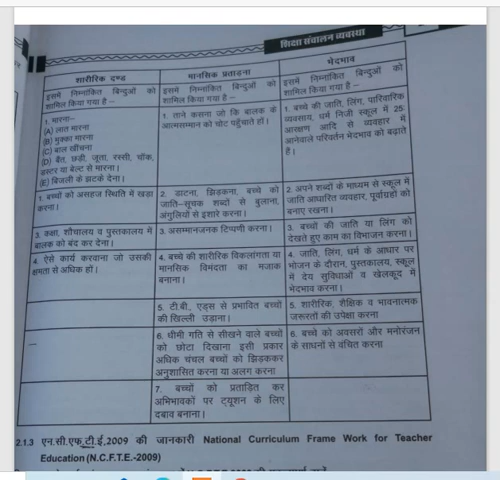 शिक्षा संचालन व्यवस्था
शारीरिक दण्ड
इसमें निम्नांकित बिन्दुओं को
शामिल किया गया है –
1. मारना–
(A) लात मारना
(B) मुक्का मारना
(C) बाल खींचना
(D) बैंत, छड़ी, जूता, रस्सी, चॉक,
डस्टर या बेल्ट से मारना।
(E) बिजली के झटके देना।
1. बच्चों को असहज स्थिति में खड़ा
करना।
3. कक्षा, शौचालय व पुस्तकालय में
बालक को बंद कर देना।
4. ऐसे कार्य करवाना जो उसकी
क्षमता से अधिक हों।
—
मानसिक प्रताड़ना
इसमें निम्नांकित बिन्दुओं को
शामिल किया गया है –
1. ताने कसना जो कि बालक के
आत्मसम्मान को चोट पहुँचाते हों।
2. डाटना, झिड़कना, बच्चे को
जाति-सूचक शब्दों से बुलाना,
अंगुलियों से इशारे करना।
3. असम्मानजनक टिप्पणी करना।
4. बच्चे की शारीरिक विकलांगता या
मानसिक विमंदता का मजाक
बनाना।
5. टी.बी., एड्स से प्रभावित बच्चों
की खिल्ली उड़ाना।
6. धीमी गति से सीखने वाले बच्चों
को छोटा दिखाना इसी प्रकार
अधिक चंचल बच्चों को झिड़ककर
अनुशासित करना या अलग करना
7. बच्चों को प्रताड़ित कर
अभिभावकों पर ट्यूशन के लिए
दबाव बनाना।
भेदभाव
इसमें निम्नांकित बिन्दुओं को
शामिल किया गया है –
1. बच्चों की जाति, लिंग, पारिवारिक
व्यवसाय, धर्म निजी स्कूल में 25
आरक्षण आदि से व्यवहार में
आनेवाले परिवर्तन भेदभाव को बढ़ाते
हैं।
2. अपने शब्दों के माध्यम से स्कूल में
जाति आधारित व्यवहार, पूर्वाग्रहों को
बनाए रखना।
3. बच्चों की जाति या लिंग को
देखते हुए काम का विभाजन करना।
4. जाति, लिंग, धर्म के आधार पर
भोजन के दौरान, पुस्तकालय, स्कूल
में देय सुविधाओं व खेलकूद में
भेदभाव करना।
5. शारीरिक, शैक्षिक व भावनात्मक
जरूरतों की उपेक्षा करना
6. बच्चे को अवसरों और मनोरंजन
के साधनों से वंचित करना
2.1.3 एन.सी.एफ.टी.ई,2009 की जानकारी National Curriculum Frame Work for Teacher
Education (N.C.F.T.E.-2009)